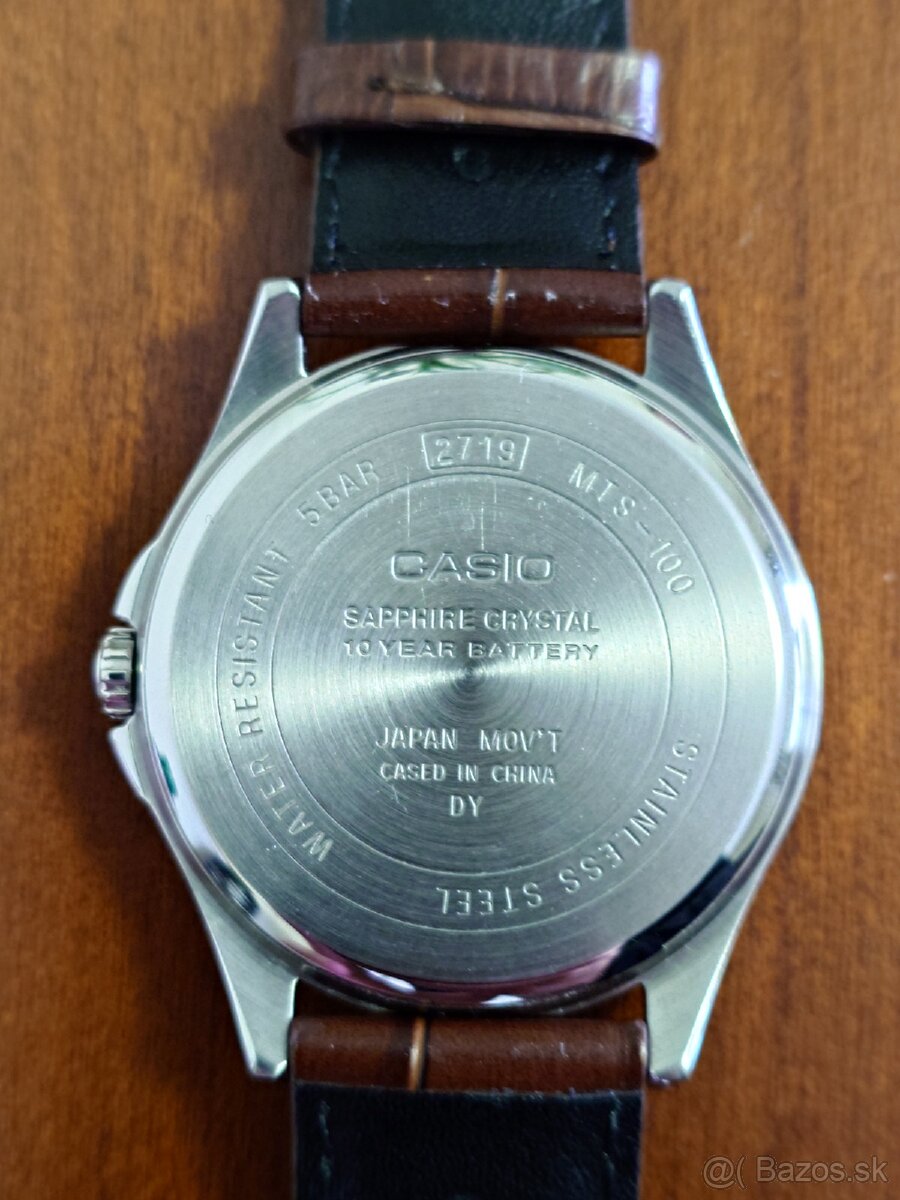 WATER RESISTANT 5BAR 2719 MTS-100 STAINLESS STEEL
CASIO
SAPPHIRE CRYSTAL
10 YEAR BATTERY
JAPAN MOV'T
CASED IN CHINA
DY
@( Bazos.sk